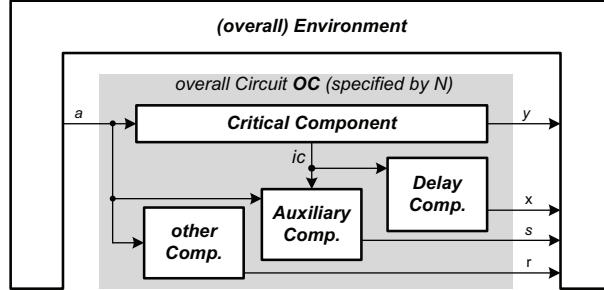 (overall) Environment
overall Circuit OC (specified by N)
a
Critical Component
y
ic
Delay
Comp.
Auxiliary
Comp.
other
Comp.
x
s
r